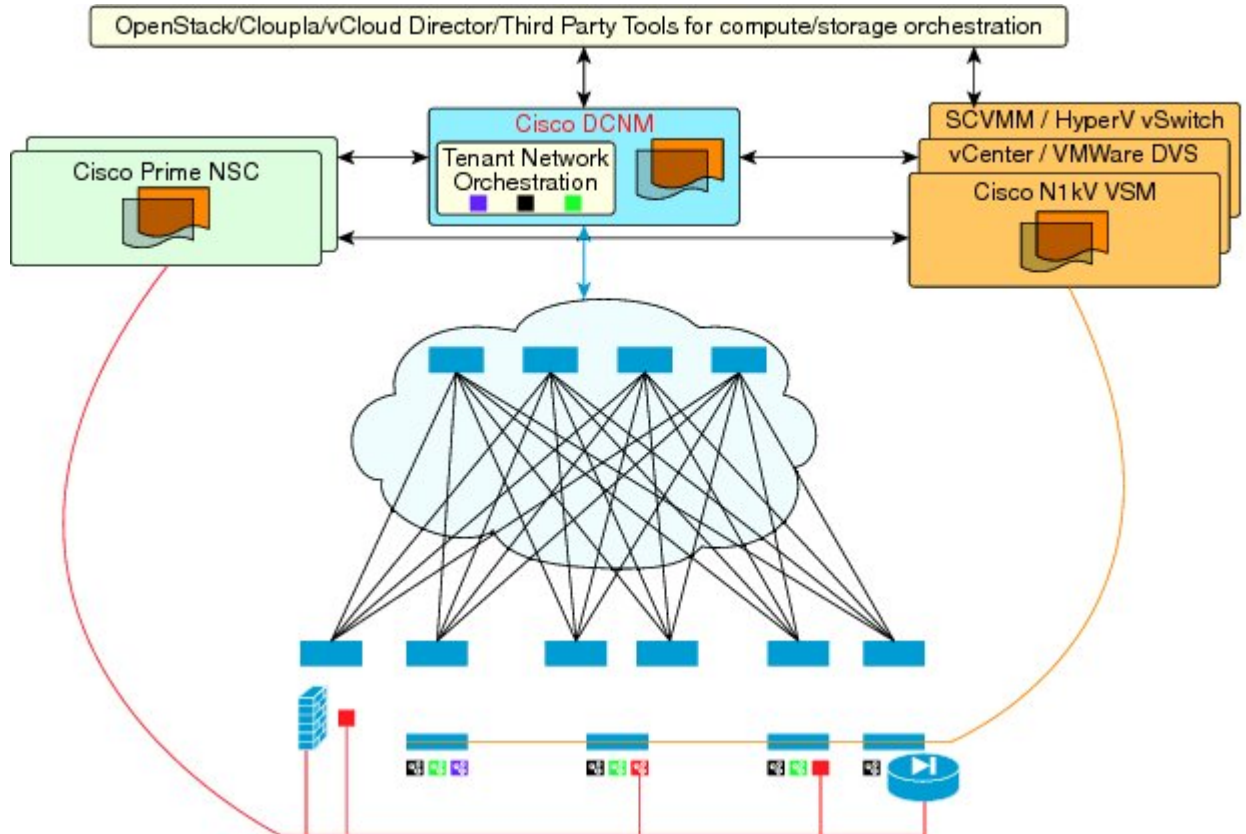 OpenStack/Cloupla/vCloud Director/Third Party Tools for compute/storage orchestration
Cisco DCNM
Tenant Network
Orchestration
Cisco Prime NSC
SCVMM / HyperV vSwitch
vCenter / VMWare DVS
Cisco N1kV VSM